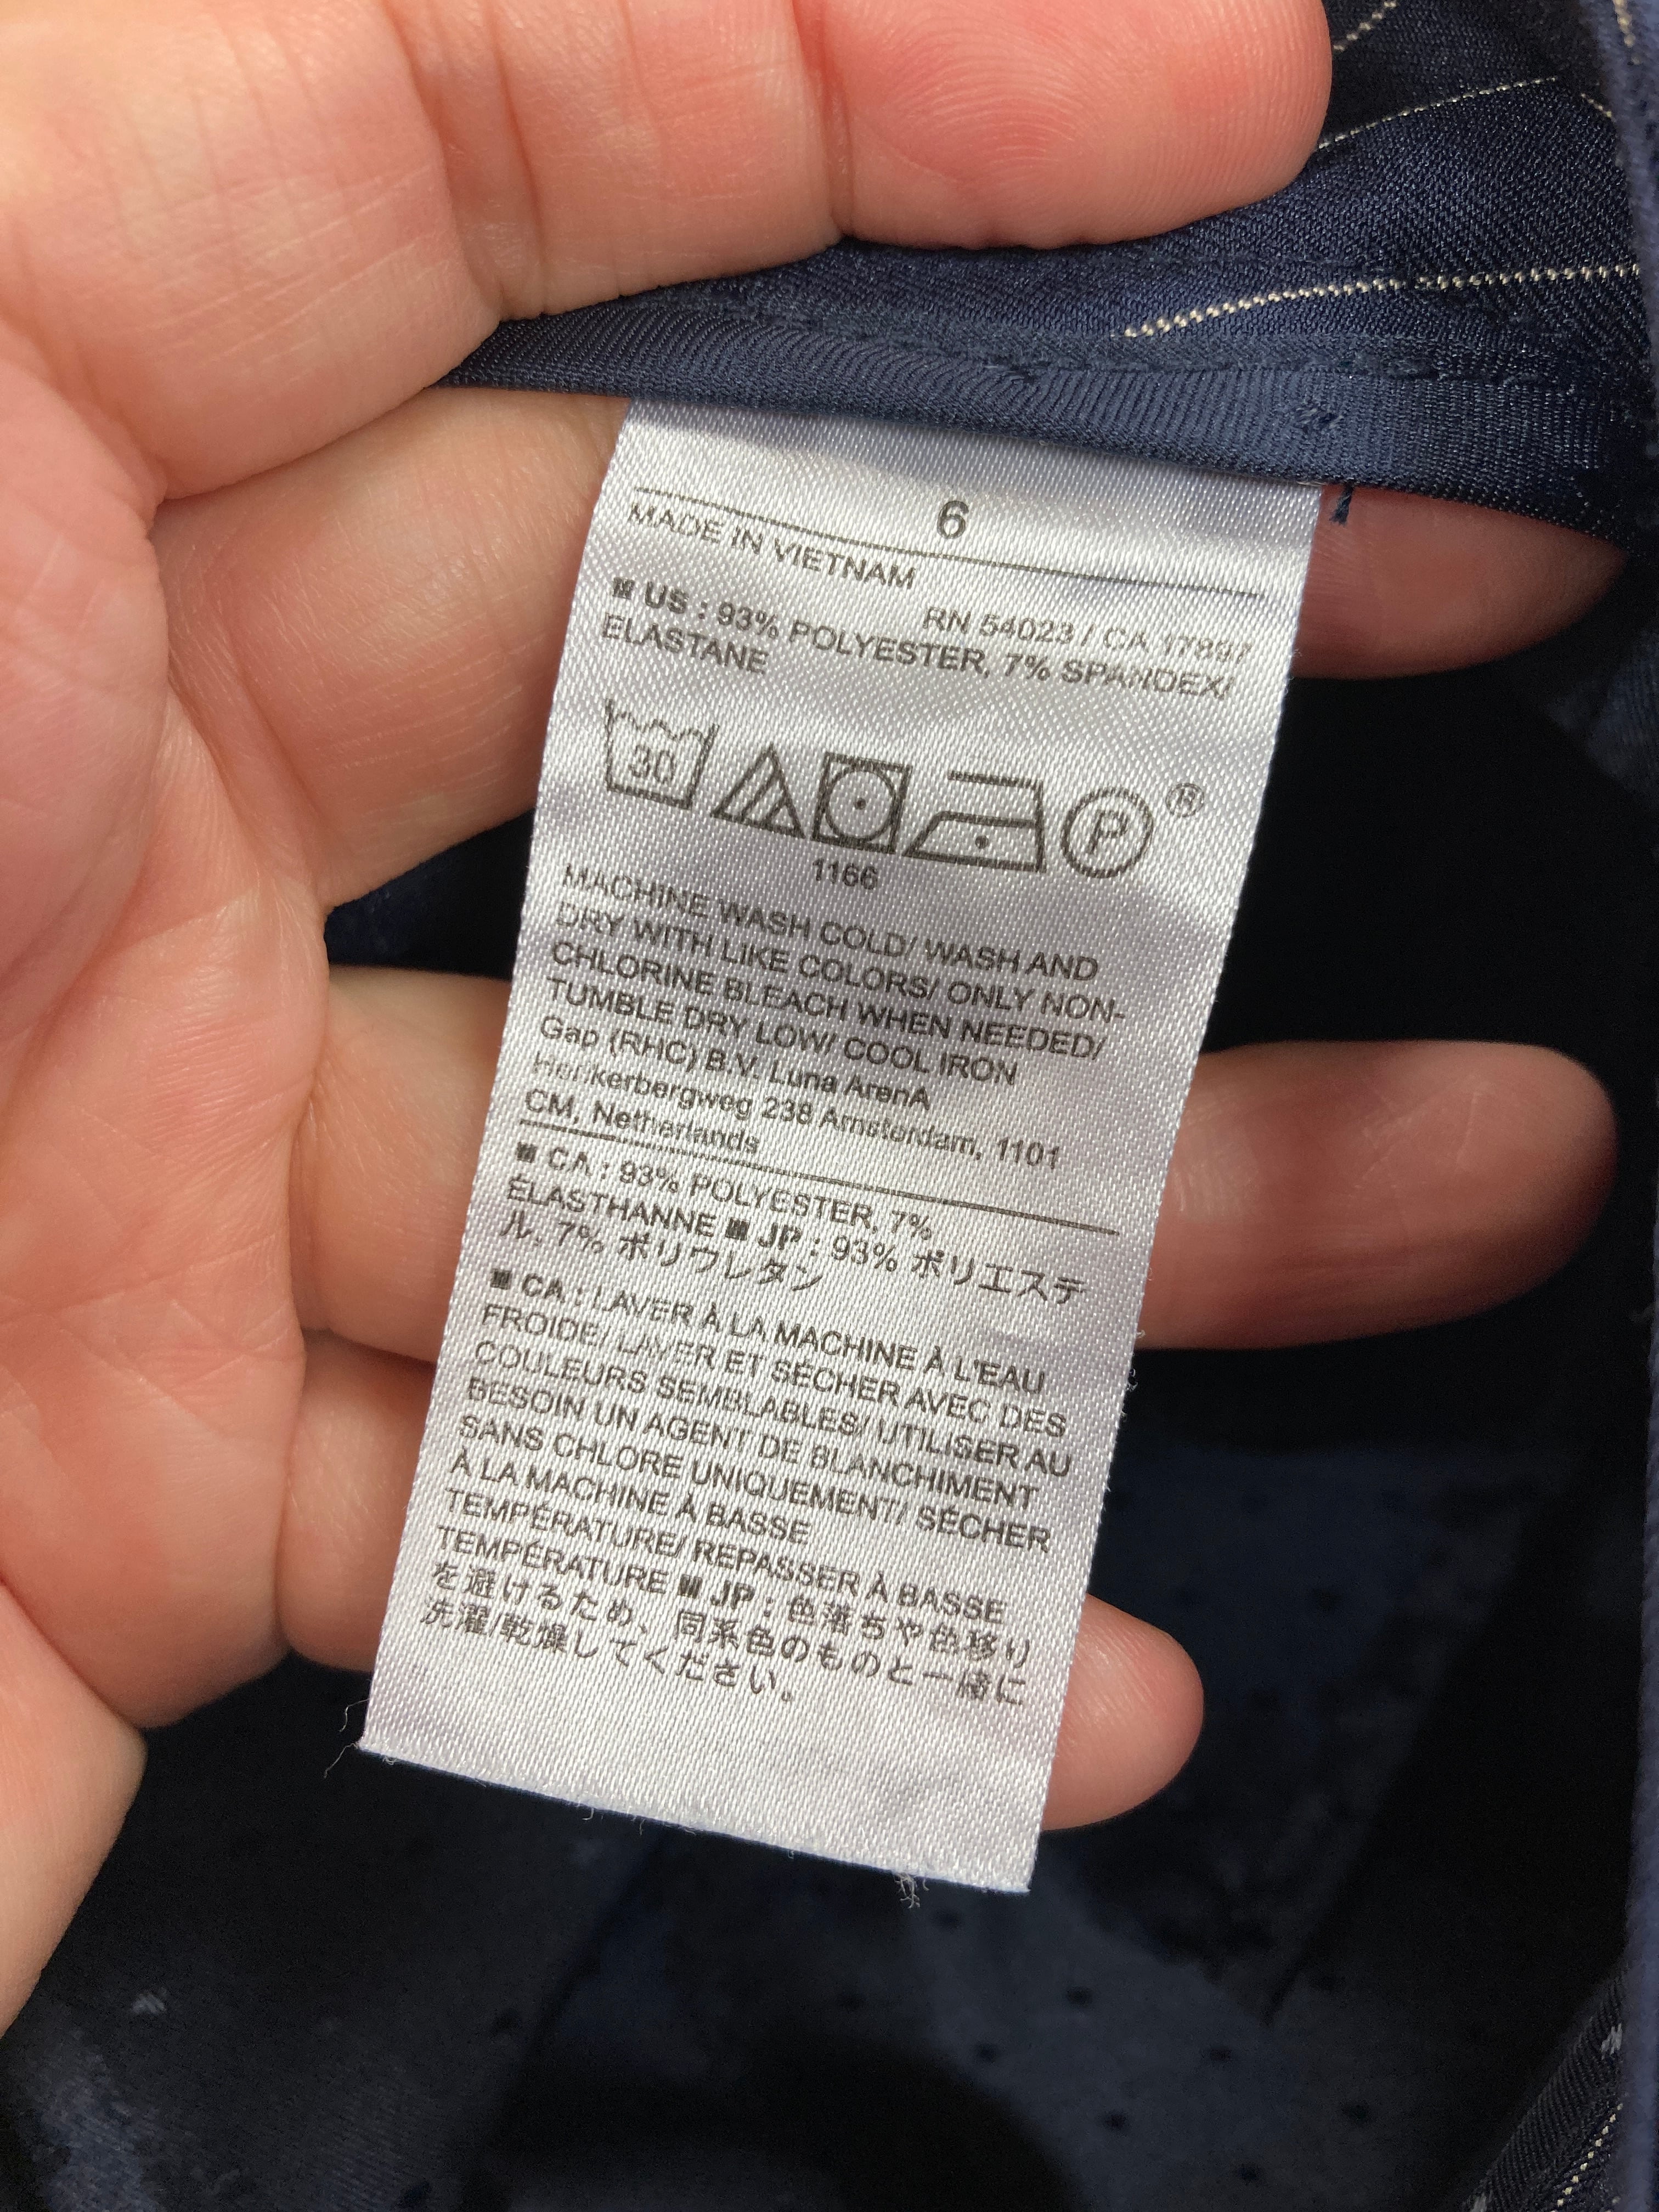 6
MADE IN VIETNAM
RN 54023 / CA 17897
US : 93% POLYESTER, 7% SPANDEX/
ELASTANE
30
P
®
1166
MACHINE WASH COLD/ WASH AND
DRY WITH LIKE COLORS/ ONLY NON-
CHLORINE BLEACH WHEN NEEDED/
TUMBLE DRY LOW/ COOL IRON
Gap (RHC) B.V. Luna ArenA
Herikerbergweg 238 Amsterdam, 1101
CM, Netherlands
CA : 93% POLYESTER, 7%
ÉLASTHANNE JP : 93% ポリエステ
ル, 7% ポリウレタン
CA : LAVER À LA MACHINE À L'EAU
FROIDE/ LAVER ET SÉCHER AVEC DES
COULEURS SEMBLABLES/ UTILISER AU
BESOIN UN AGENT DE BLANCHIMENT
SANS CHLORE UNIQUEMENT/ SÉCHER
À LA MACHINE À BASSE
TEMPÉRATURE/ REPASSER À BASSE
TEMPÉRATURE JP : 色落ちや色移り
を避けるため、同系色のものと一緒に
洗濯/乾燥してください。